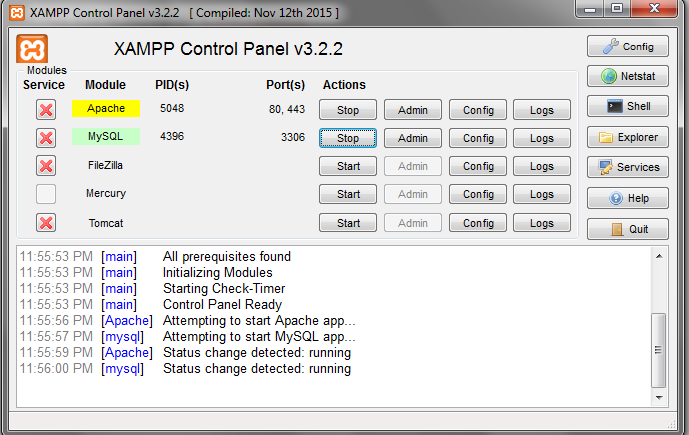 XAMPP Control Panel v3.2.2 [ Compiled: Nov 12th 2015 ]
XAMPP Control Panel v3.2.2
Config
Modules
Service Module PID(s) Port(s) Actions
Netstat
Apache 5048 80, 443 Stop Admin Config Logs
Shell
MySQL 4396 3306 Stop Admin Config Logs
Explorer
FileZilla Start Admin Config Logs
Services
Mercury Start Admin Config Logs
Help
Tomcat Start Admin Config Logs
Quit
11:55:53 PM [main] All prerequisites found
11:55:53 PM [main] Initializing Modules
11:55:53 PM [main] Starting Check-Timer
11:55:53 PM [main] Control Panel Ready
11:55:56 PM [Apache] Attempting to start Apache app...
11:55:57 PM [mysql] Attempting to start MySQL app...
11:55:59 PM [Apache] Status change detected: running
11:56:00 PM [mysql] Status change detected: running